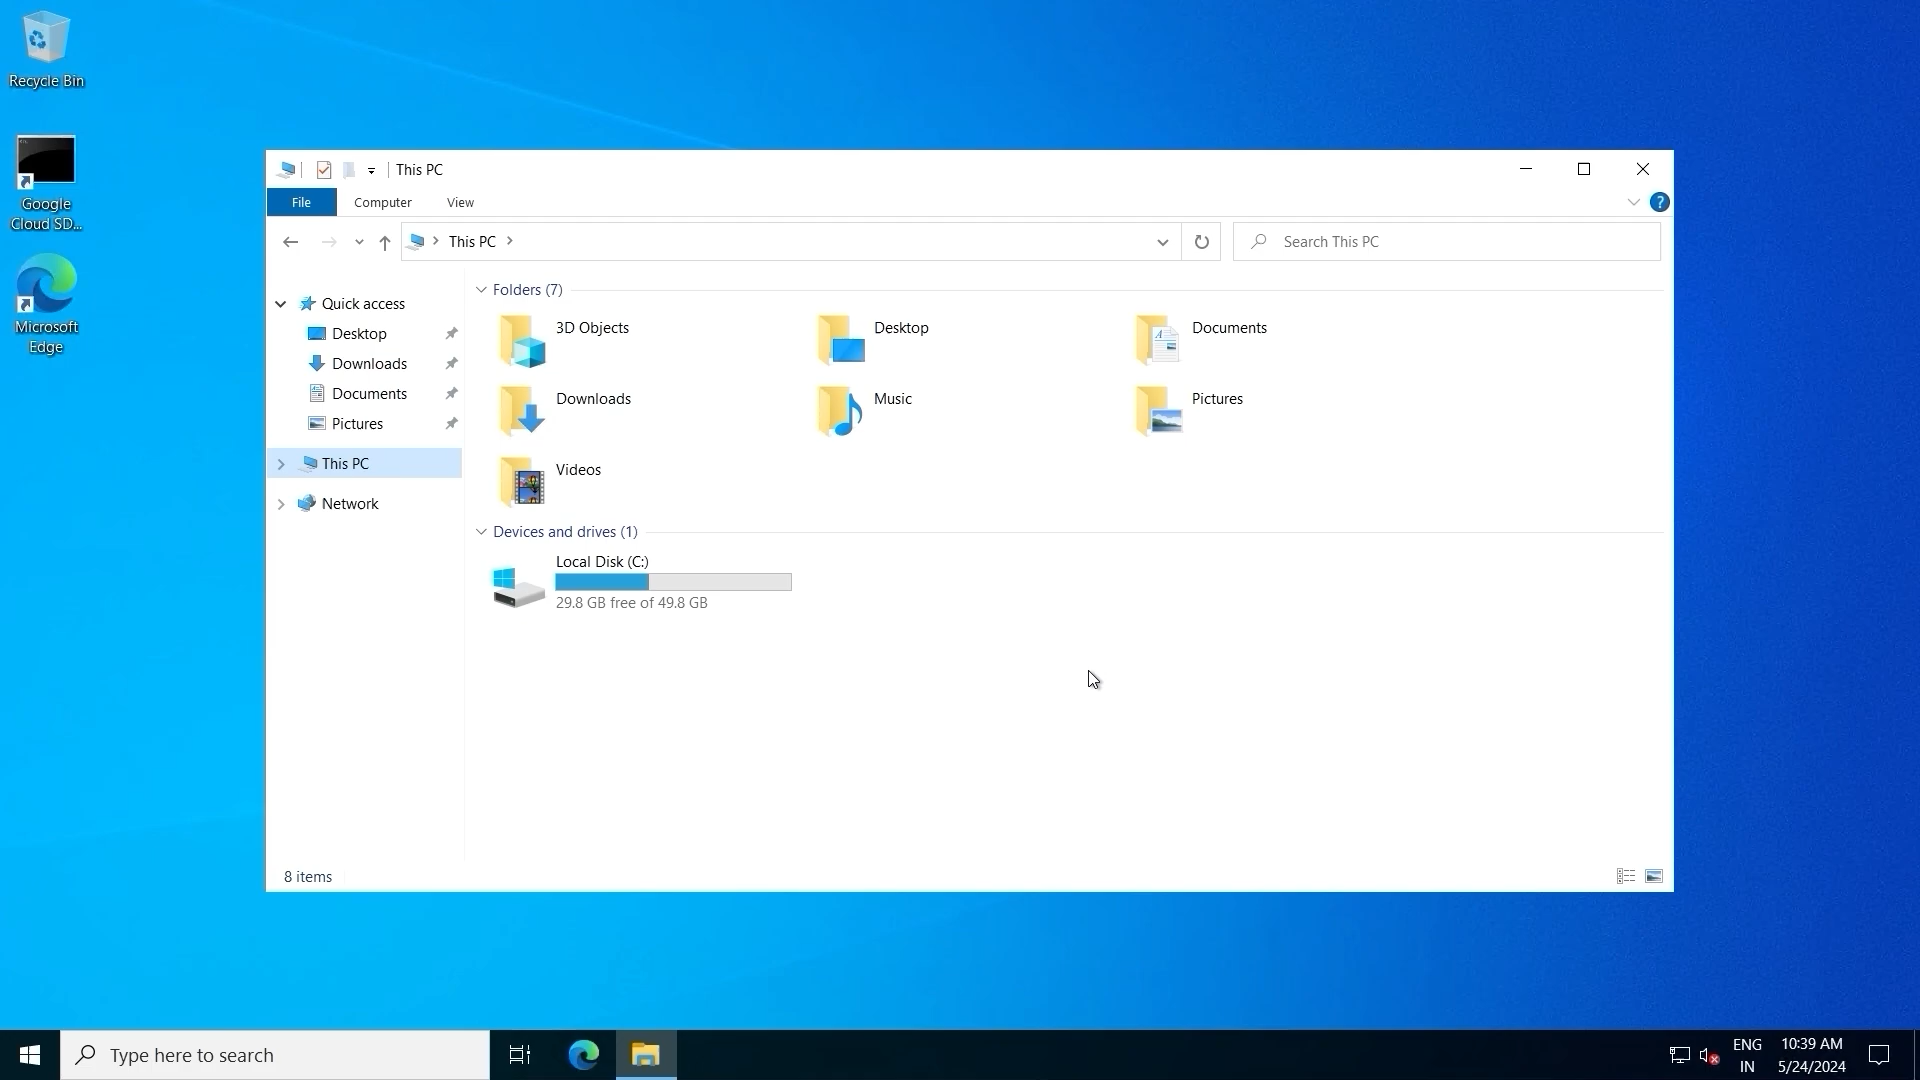 Recycle Bin
Google
Cloud SD...
Microsoft
Edge
This PC
File
Computer
View
?
This PC
Search This PC
Quick access
Desktop
Downloads
Documents
Pictures
This PC
Network
Folders (7)
3D Objects
Desktop
Documents
Downloads
Music
Pictures
Videos
Devices and drives (1)
Local Disk (C:)
29.8 GB free of 49.8 GB
8 items
Type here to search
ENG
IN
10:39 AM
5/24/2024